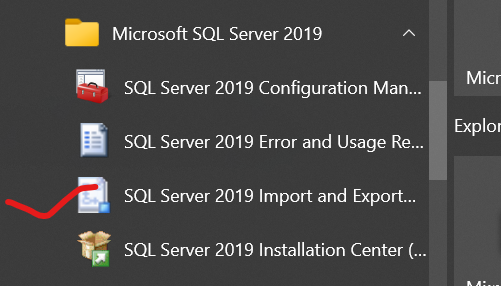 Microsoft SQL Server 2019
SQL Server 2019 Configuration Man...
Micr
SQL Server 2019 Error and Usage Re...
Explor
SQL Server 2019 Import and Export...
SQL Server 2019 Installation Center (...